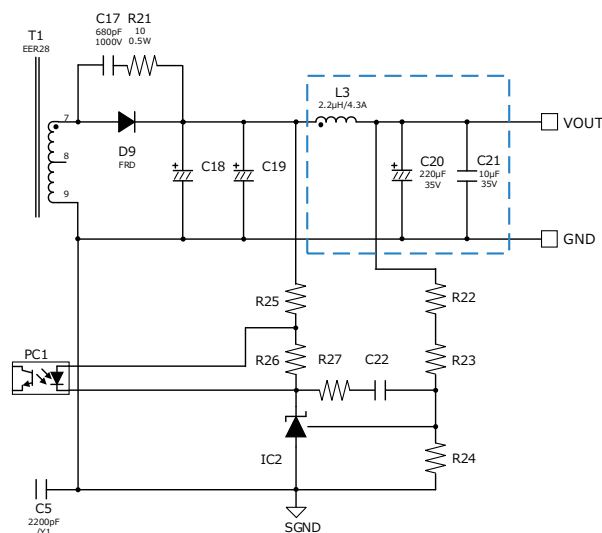 C17
680pF
1000V
R21
10
0.5W
T1
EER28
7
8
9
D9
FRD
C18
C19
L3
2.2μH/4.3A
C20
220μF
35V
C21
10μF
35V
VOUT
GND
R25
R22
PC1
R26
R27
C22
R23
IC2
R24
C5
2200pF
/Y1
SGND